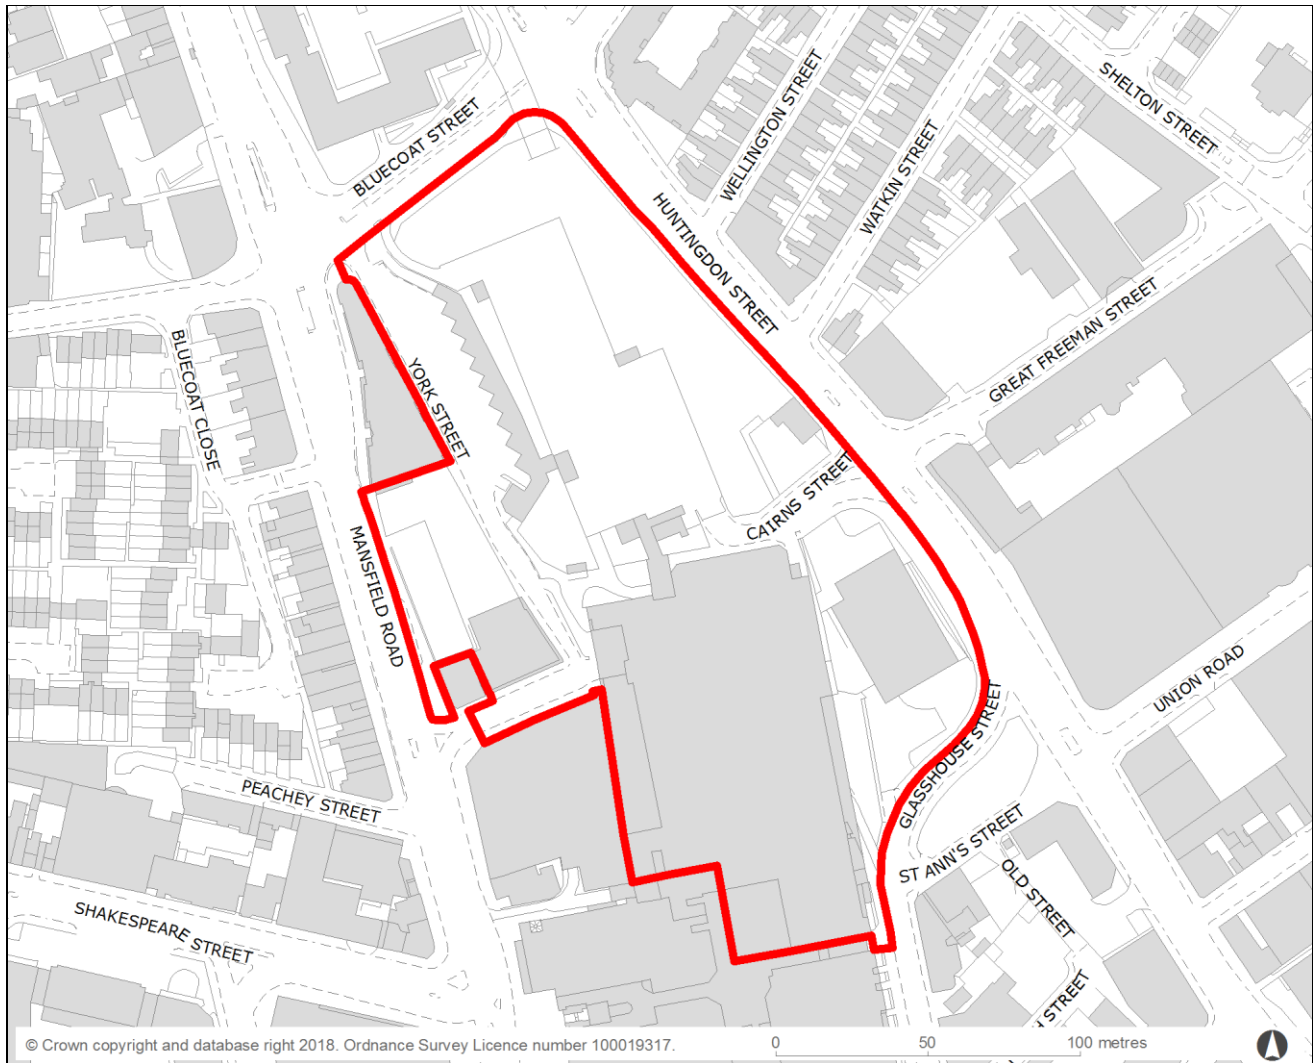 SHELTON STREET
BLUECOAT STREET
WELLINGTON STREET
WATKIN STREET
HUNTINGDON STREET
GREAT FREEMAN STREET
BLUECOAT CLOSE
YORK STREET
CAIRNS STREET
MANSFIELD ROAD
UNION ROAD
GLASSHOUSE STREET
PEACHEY STREET
ST ANN'S STREET
OLD STREET
SHAKESPEARE STREET
STREET
© Crown copyright and database right 2018. Ordnance Survey Licence number 100019317.
0 50 100 metres